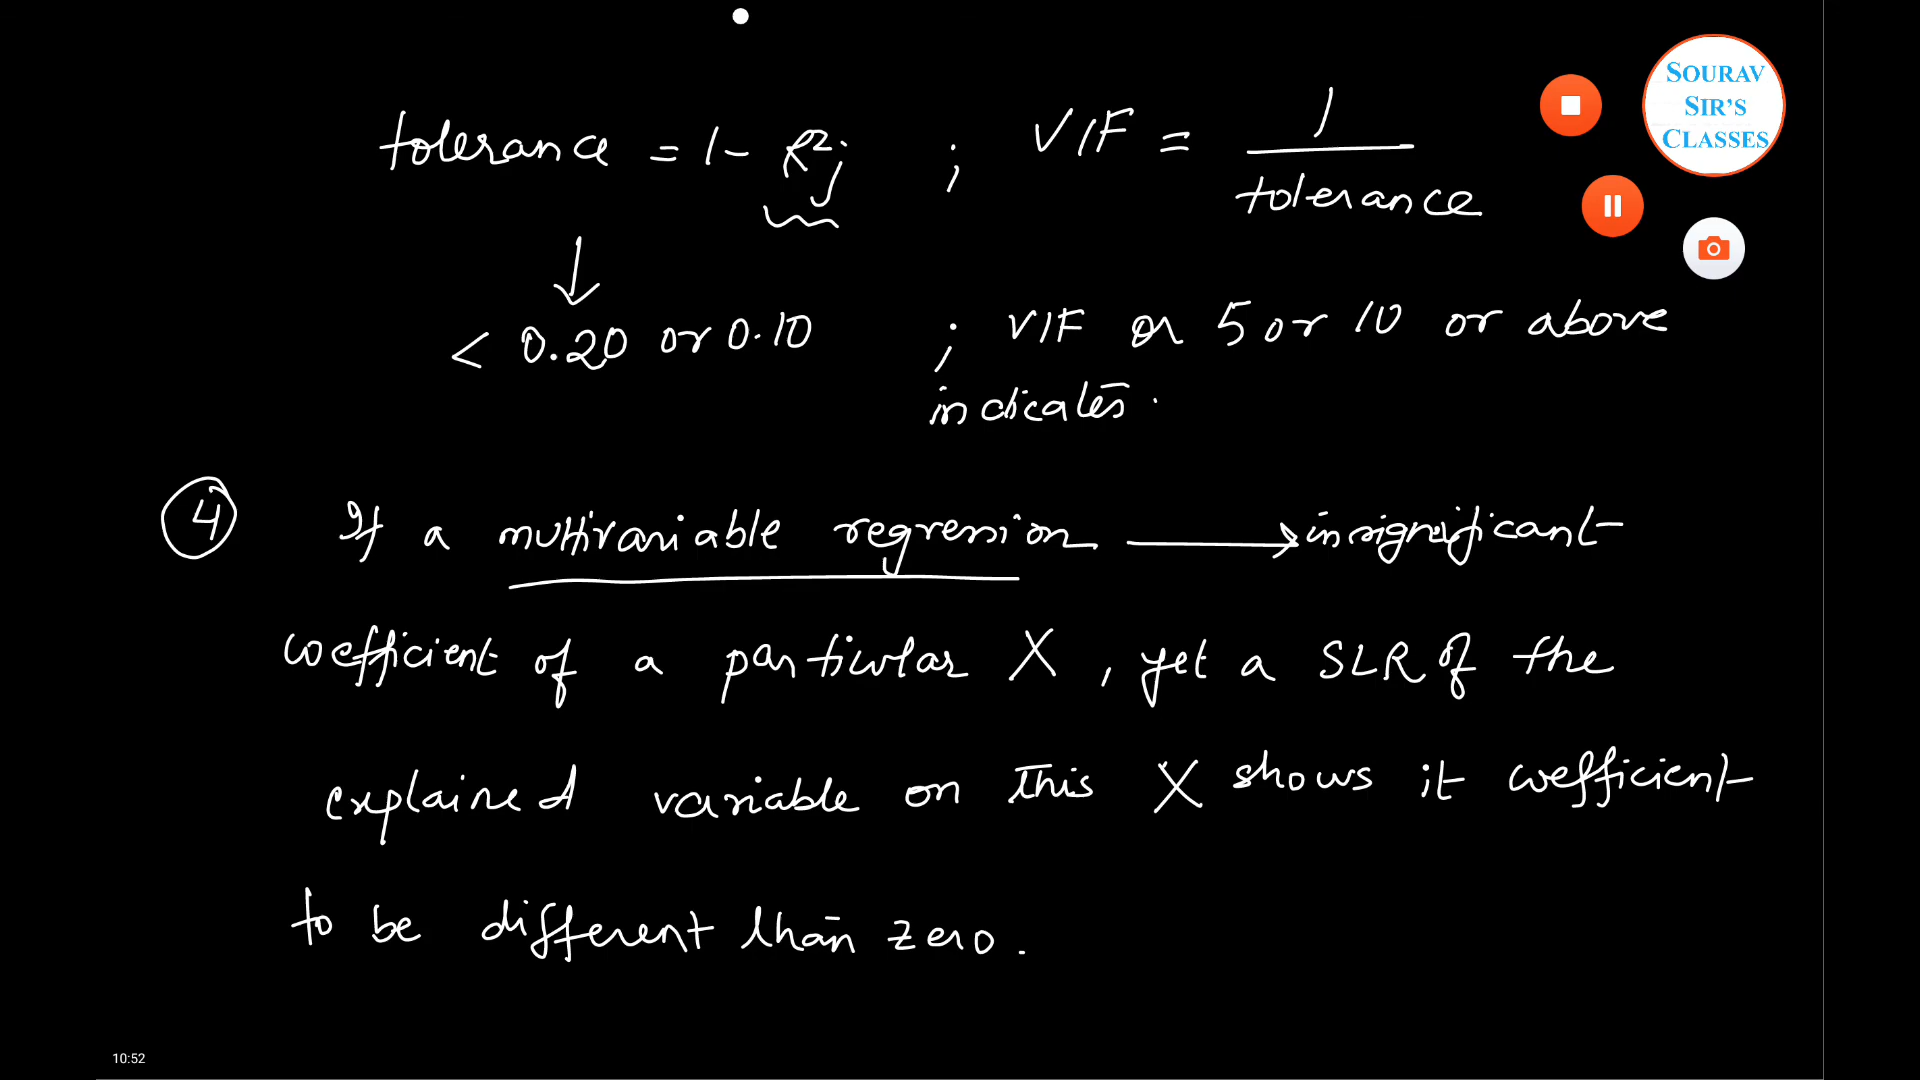 SOURAV
SIR'S
CLASSES
tolerance = 1 - R²j ; VIF = 1 / tolerance
< 0.20 or 0.10 ; VIF or 5 or 10 or above
indicates.
4 If a multivariable regression → insignificant
coefficient of a particular X, yet a SLR of the
explained variable on this X shows it coefficient
to be different than zero.
10:52